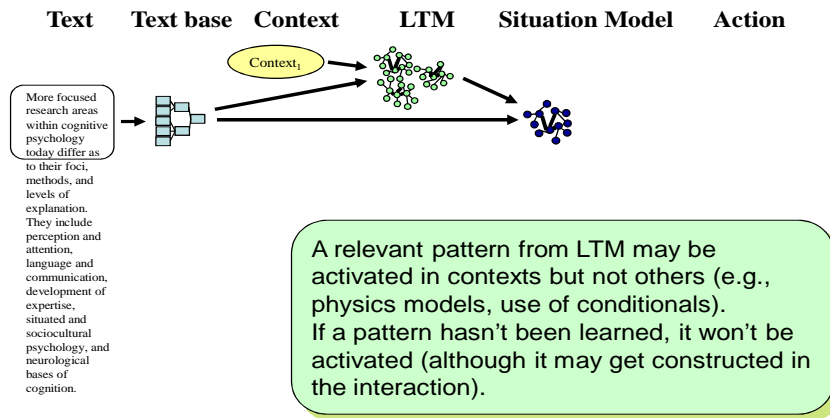 Text Text base Context LTM Situation Model Action
Context1
More focused
research areas
within cognitive
psychology
today differ as
to their foci,
methods, and
levels of
explanation.
They include
perception and
attention,
language and
communication,
development of
expertise,
situated and
sociocultural
psychology, and
neurological
bases of
cognition.
A relevant pattern from LTM may be
activated in contexts but not others (e.g.,
physics models, use of conditionals).
If a pattern hasn't been learned, it won't be
activated (although it may get constructed in
the interaction).